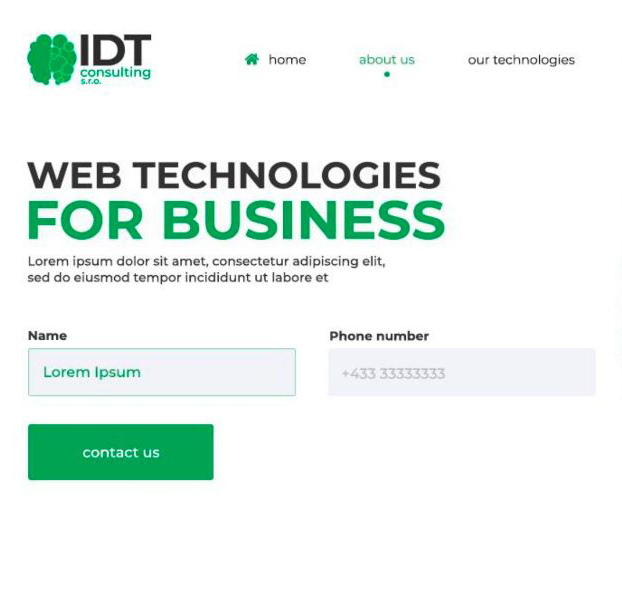 IDT
consulting
s.r.o.
home
about us
our technologies
WEB TECHNOLOGIES
FOR BUSINESS
Lorem ipsum dolor sit amet, consectetur adipiscing elit,
sed do eiusmod tempor incididunt ut labore et
Name
Phone number
Lorem Ipsum
+433 33333333
contact us